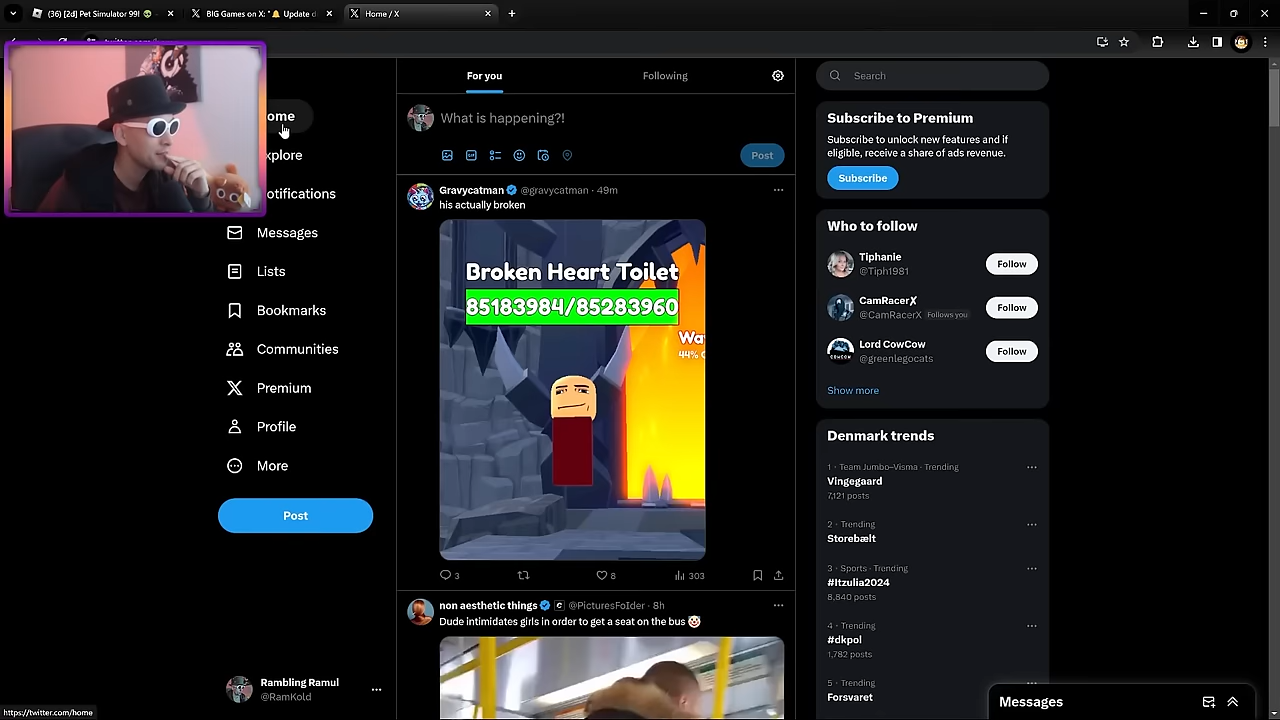 (36) [2d] Pet Simulator 99! 👽
BIG Games on X: "🔔 Update d
Home / X
ome
xplore
otifications
Messages
Lists
Bookmarks
Communities
Premium
Profile
More
Post
Rambling Ramul
@RamKold
https://twitter.com/home
For you
Following
What is happening?!
Post
Gravycatman @gravycatman · 49m
his actually broken
Broken Heart Toilet
85183984/85283960
Wa
44%
3
8
303
non aesthetic things @PicturesFoIder · 8h
Dude intimidates girls in order to get a seat on the bus 🤡
Search
Subscribe to Premium
Subscribe to unlock new features and if
eligible, receive a share of ads revenue.
Subscribe
Who to follow
Tiphanie
@Tiph1981
Follow
CamRacerX
@CamRacerX Follows you
Follow
Lord CowCow
@greenlegocats
Follow
Show more
Denmark trends
1 · Team Jumbo–Visma · Trending
Vingegaard
7,121 posts
2 · Trending
Storebælt
3 · Sports · Trending
#Itzulia2024
8,840 posts
4 · Trending
#dkpol
1,782 posts
5 · Trending
Forsvaret
Messages